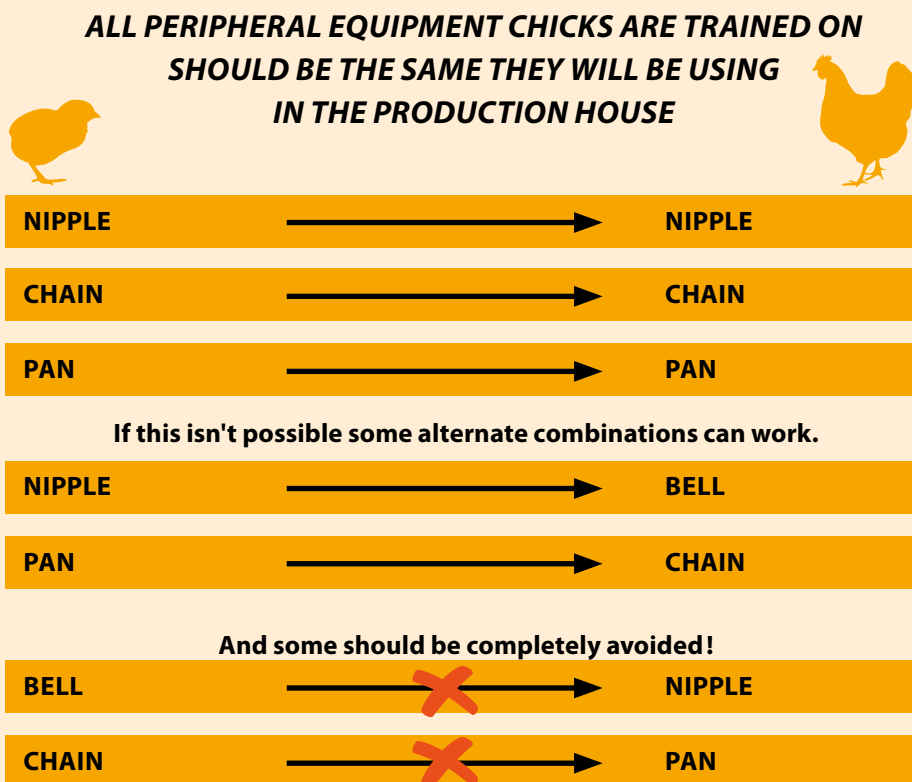 ALL PERIPHERAL EQUIPMENT CHICKS ARE TRAINED ON
SHOULD BE THE SAME THEY WILL BE USING
IN THE PRODUCTION HOUSE
NIPPLE NIPPLE
CHAIN CHAIN
PAN PAN
If this isn't possible some alternate combinations can work.
NIPPLE BELL
PAN CHAIN
And some should be completely avoided!
BELL NIPPLE
CHAIN PAN